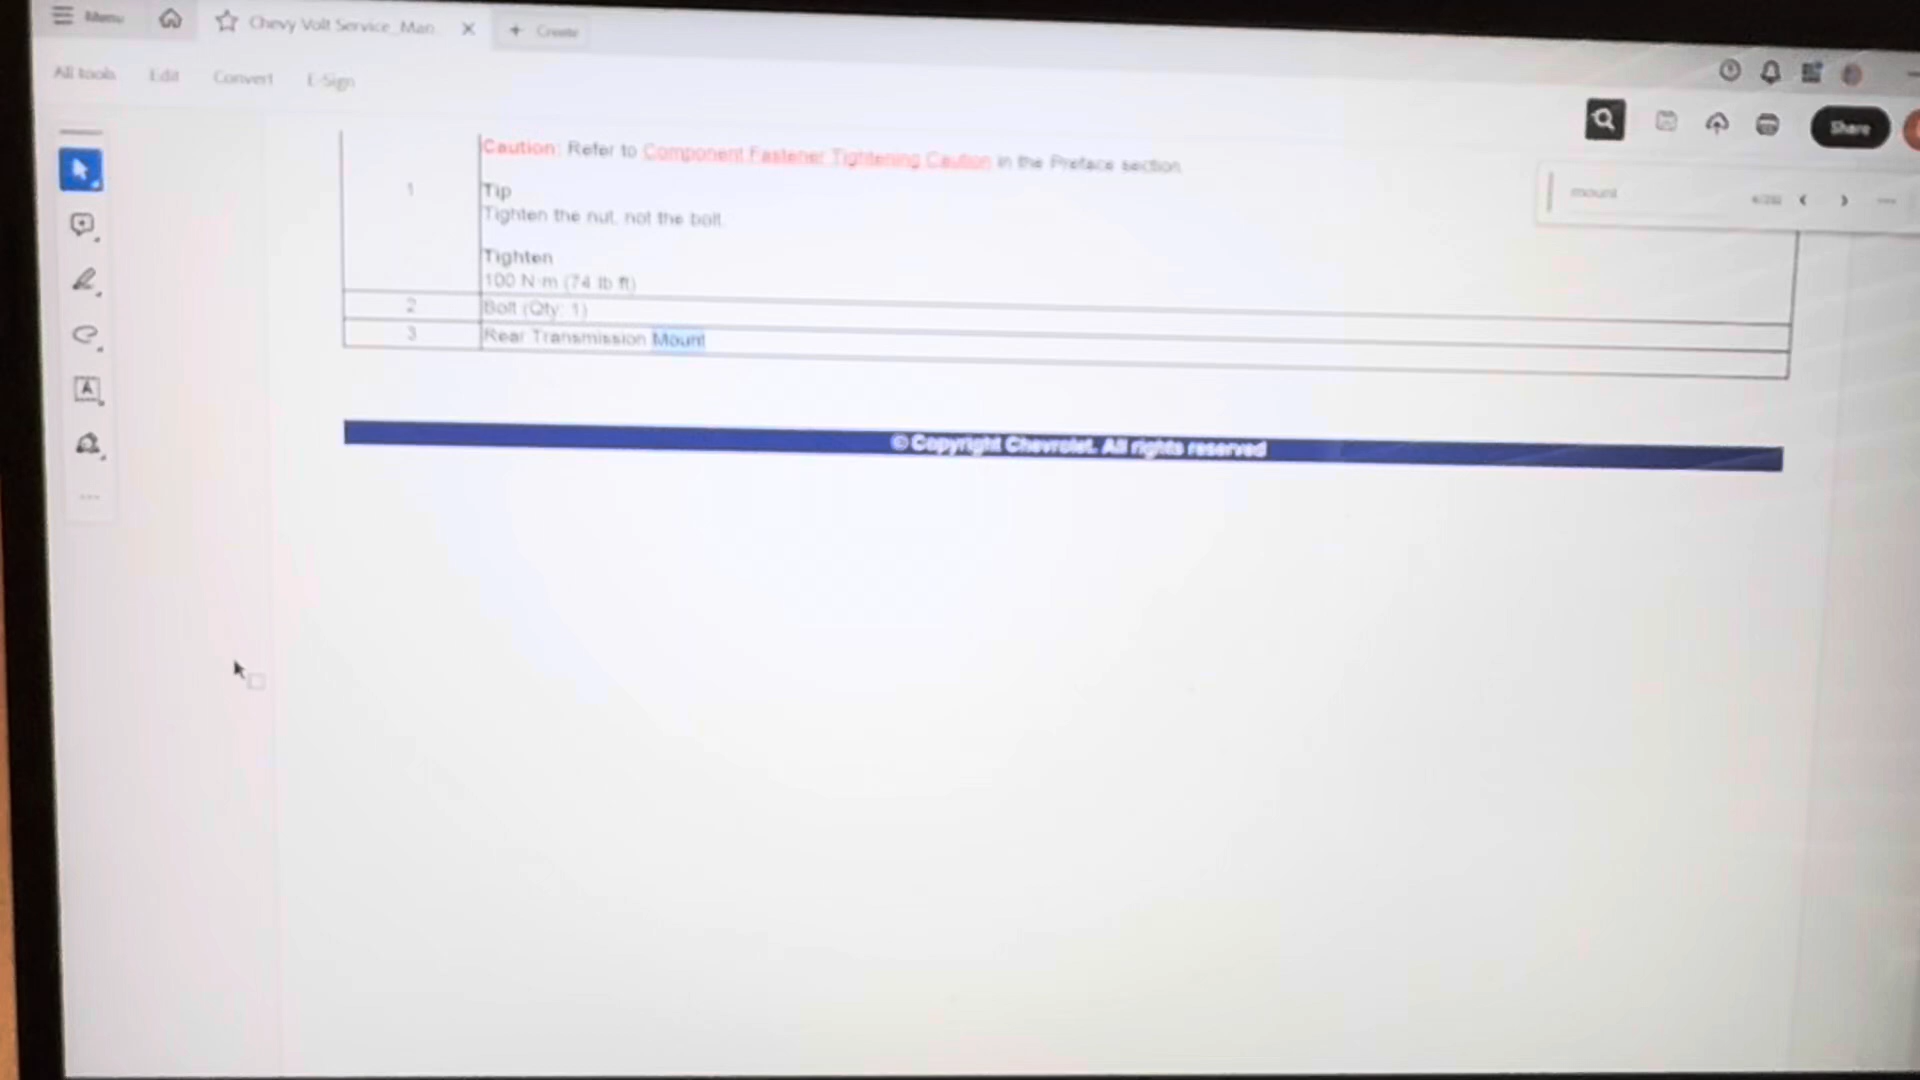 Menu
Chevy Volt Service_Man
Create
All tools
Edit
Convert
E-Sign
Share
mount
Caution: Refer to Component Fastener Tightening Caution in the Preface section
1
Tip
Tighten the nut, not the bolt
Tighten
100 N·m (74 lb ft)
2
Bolt (Qty: 1)
3
Rear Transmission Mount
© Copyright Chevrolet. All rights reserved